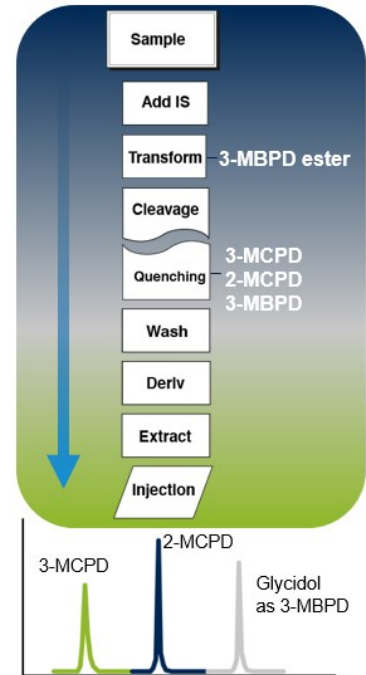 Sample
Add IS
Transform
3-MBPD ester
Cleavage
Quenching
3-MCPD
2-MCPD
3-MBPD
Wash
Deriv
Extract
Injection
2-MCPD
3-MCPD
Glycidol
as 3-MBPD